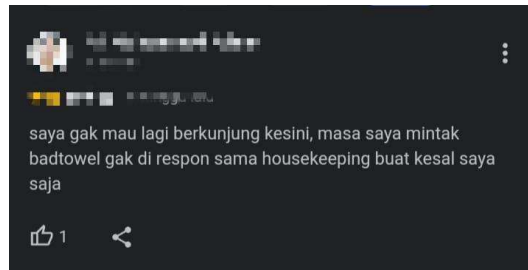 saya gak mau lagi berkunjung kesini, masa saya mintak
badtowel gak di respon sama housekeeping buat kesal saya
saja
1